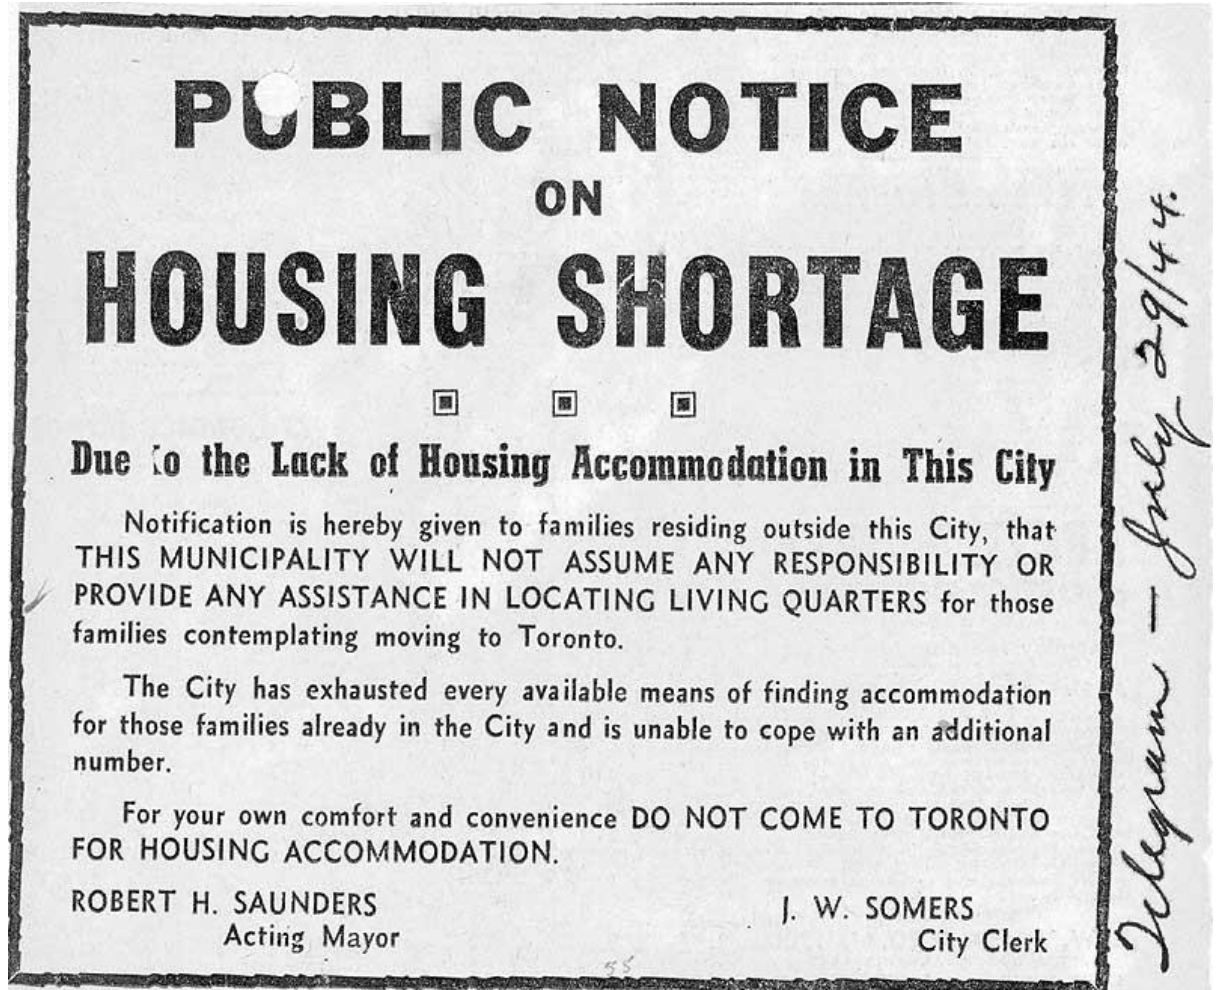 PUBLIC NOTICE
ON
HOUSING SHORTAGE
Due to the Lack of Housing Accommodation in This City
Notification is hereby given to families residing outside this City, that
THIS MUNICIPALITY WILL NOT ASSUME ANY RESPONSIBILITY OR
PROVIDE ANY ASSISTANCE IN LOCATING LIVING QUARTERS for those
families contemplating moving to Toronto.
The City has exhausted every available means of finding accommodation
for those families already in the City and is unable to cope with an additional
number.
For your own comfort and convenience DO NOT COME TO TORONTO
FOR HOUSING ACCOMMODATION.
ROBERT H. SAUNDERS
Acting Mayor
J. W. SOMERS
City Clerk
55
Telegram — July 29/44.